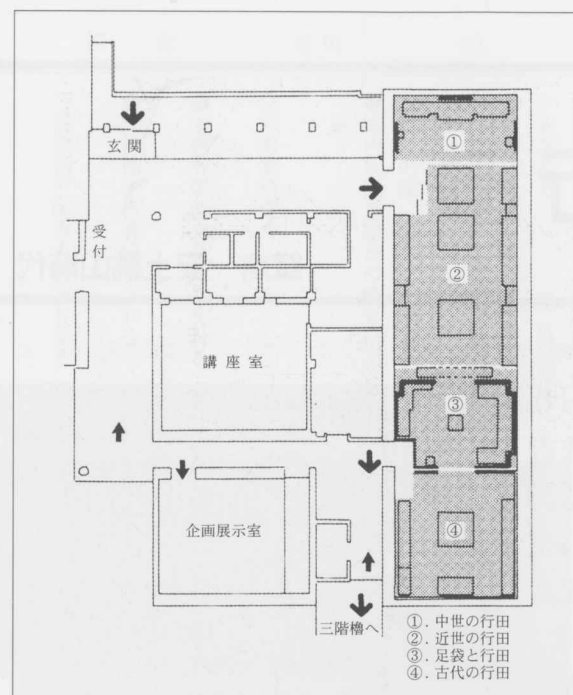 玄関
①
受付
②
講座室
③
企画展示室
④
三階櫓へ
①. 中世の行田
②. 近世の行田
③. 足袋と行田
④. 古代の行田